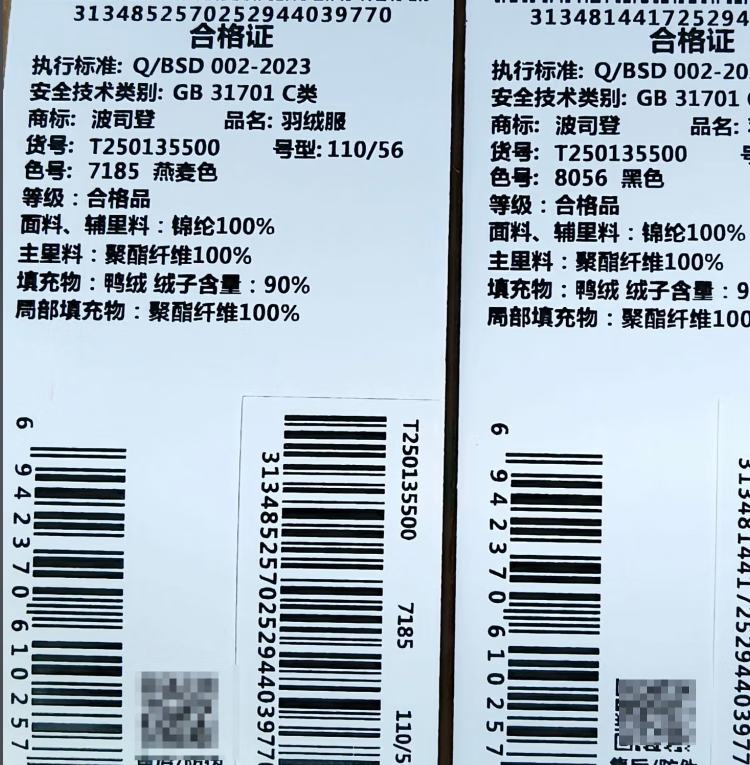 3134852570252944039770
合格证
执行标准: Q/BSD 002-2023
安全技术类别: GB 31701 C类
商标: 波司登 品名: 羽绒服
货号: T250135500 号型: 110/56
色号: 7185 燕麦色
等级：合格品
面料、辅里料：锦纶100%
主里料：聚酯纤维100%
填充物：鸭绒 绒子含量：90%
局部填充物：聚酯纤维100%
6 942370 610257
3134852570252944039770
T250135500 7185 110/5
313481441725294
合格证
执行标准: Q/BSD 002-20
安全技术类别: GB 31701
商标: 波司登 品名:
货号: T250135500
色号: 8056 黑色
等级：合格品
面料、辅里料：锦纶100%
主里料：聚酯纤维100%
填充物：鸭绒 绒子含量：9
局部填充物：聚酯纤维100
6 942370 610257